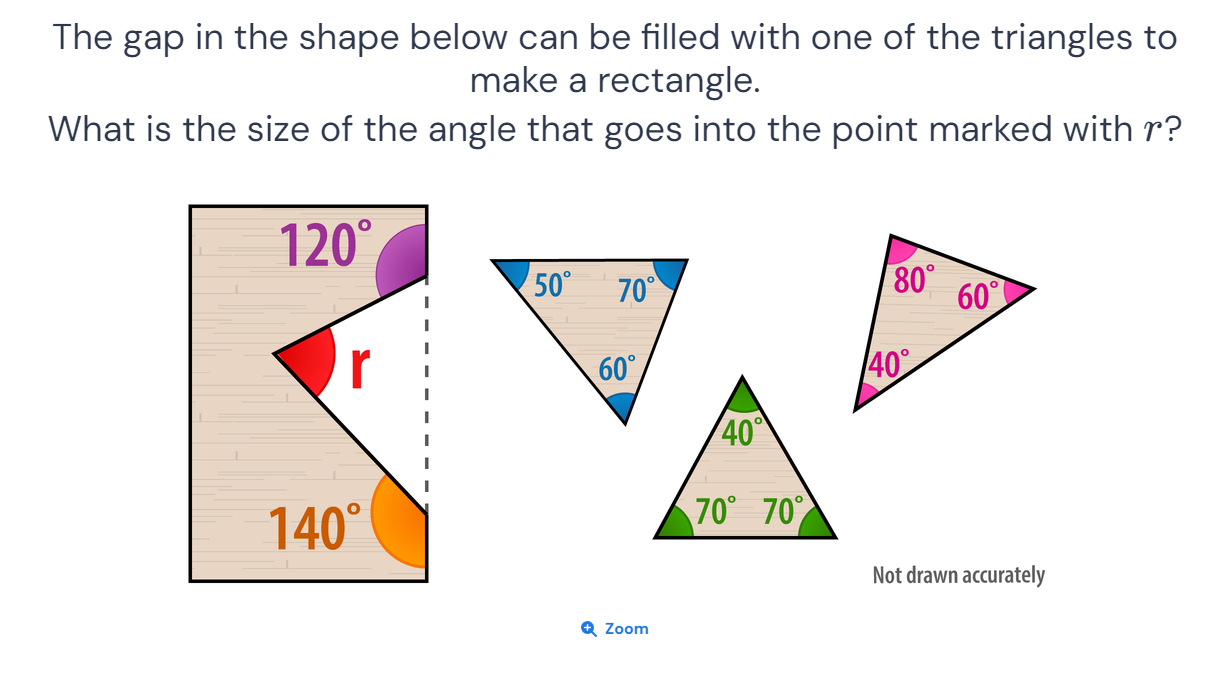 The gap in the shape below can be filled with one of the triangles to
make a rectangle.
What is the size of the angle that goes into the point marked with r?
120°
r
140°
50° 70°
60°
40°
70° 70°
80° 60°
40°
Not drawn accurately
Zoom